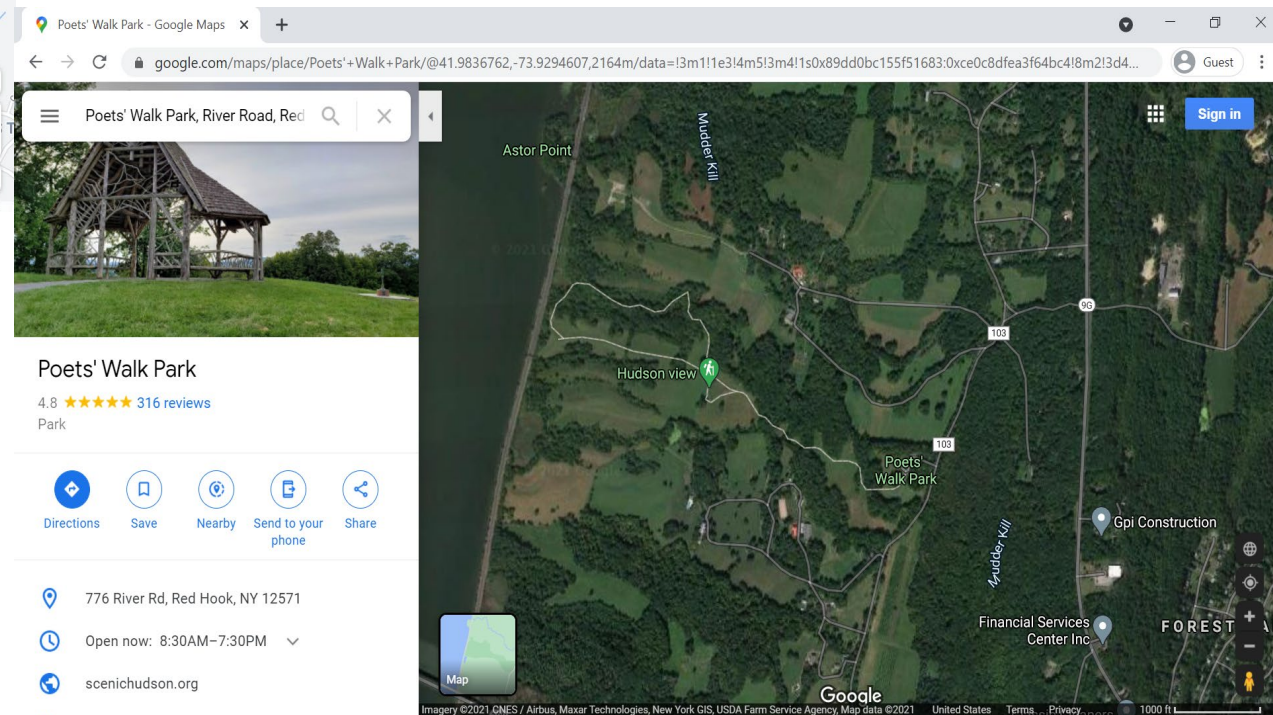 Poets' Walk Park - Google Maps
google.com/maps/place/Poets'+Walk+Park/@41.9836762,-73.9294607,2164m/data=!3m1!1e3!4m5!3m4!1s0x89dd0bc155f51683:0xce0c8dfea3f64bc4!8m2!3d4...
Guest
Poets' Walk Park, River Road, Red
Sign in
Poets' Walk Park
4.8 316 reviews
Park
Directions
Save
Nearby
Send to your
phone
Share
776 River Rd, Red Hook, NY 12571
Open now: 8:30AM–7:30PM
scenichudson.org
Astor Point
Mudder Kill
9G
103
Hudson view
103
Poets'
Walk Park
Gpi Construction
Mudder Kill
Financial Services
Center Inc
FOREST
Map
Google
Imagery ©2021 CNES / Airbus, Maxar Technologies, New York GIS, USDA Farm Service Agency, Map data ©2021 United States Terms Privacy 1000 ft